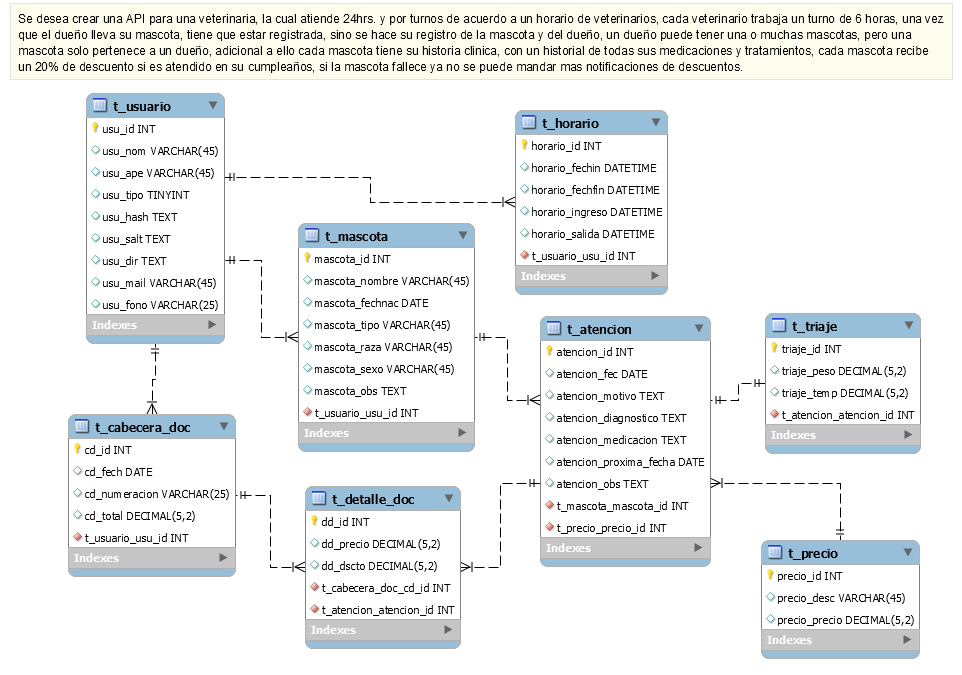 Se desea crear una API para una veterinaria, la cual atiende 24hrs. y por turnos de acuerdo a un horario de veterinarios, cada veterinario trabaja un turno de 6 horas, una vez
que el dueño lleva su mascota, tiene que estar registrada, sino se hace su registro de la mascota y del dueño, un dueño puede tener una o muchas mascotas, pero una
mascota solo pertenece a un dueño, adicional a ello cada mascota tiene su historia clinica, con un historial de todas sus medicaciones y tratamientos, cada mascota recibe
un 20% de descuento si es atendido en su cumpleaños, si la mascota fallece ya no se puede mandar mas notificaciones de descuentos.
t_usuario
usu_id INT
usu_nom VARCHAR(45)
usu_ape VARCHAR(45)
usu_tipo TINYINT
usu_hash TEXT
usu_salt TEXT
usu_dir TEXT
usu_mail VARCHAR(45)
usu_fono VARCHAR(25)
Indexes
t_horario
horario_id INT
horario_fechin DATETIME
horario_fechfin DATETIME
horario_ingreso DATETIME
horario_salida DATETIME
t_usuario_usu_id INT
Indexes
t_mascota
mascota_id INT
mascota_nombre VARCHAR(45)
mascota_fechnac DATE
mascota_tipo VARCHAR(45)
mascota_raza VARCHAR(45)
mascota_sexo VARCHAR(45)
mascota_obs TEXT
t_usuario_usu_id INT
Indexes
t_atencion
atencion_id INT
atencion_fec DATE
atencion_motivo TEXT
atencion_diagnostico TEXT
atencion_medicacion TEXT
atencion_proxima_fecha DATE
atencion_obs TEXT
t_mascota_mascota_id INT
t_precio_precio_id INT
Indexes
t_triaje
triaje_id INT
triaje_peso DECIMAL(5,2)
triaje_temp DECIMAL(5,2)
t_atencion_atencion_id INT
Indexes
t_cabecera_doc
cd_id INT
cd_fech DATE
cd_numeracion VARCHAR(25)
cd_total DECIMAL(5,2)
t_usuario_usu_id INT
Indexes
t_detalle_doc
dd_id INT
dd_precio DECIMAL(5,2)
dd_dscto DECIMAL(5,2)
t_cabecera_doc_cd_id INT
t_atencion_atencion_id INT
Indexes
t_precio
precio_id INT
precio_desc VARCHAR(45)
precio_precio DECIMAL(5,2)
Indexes